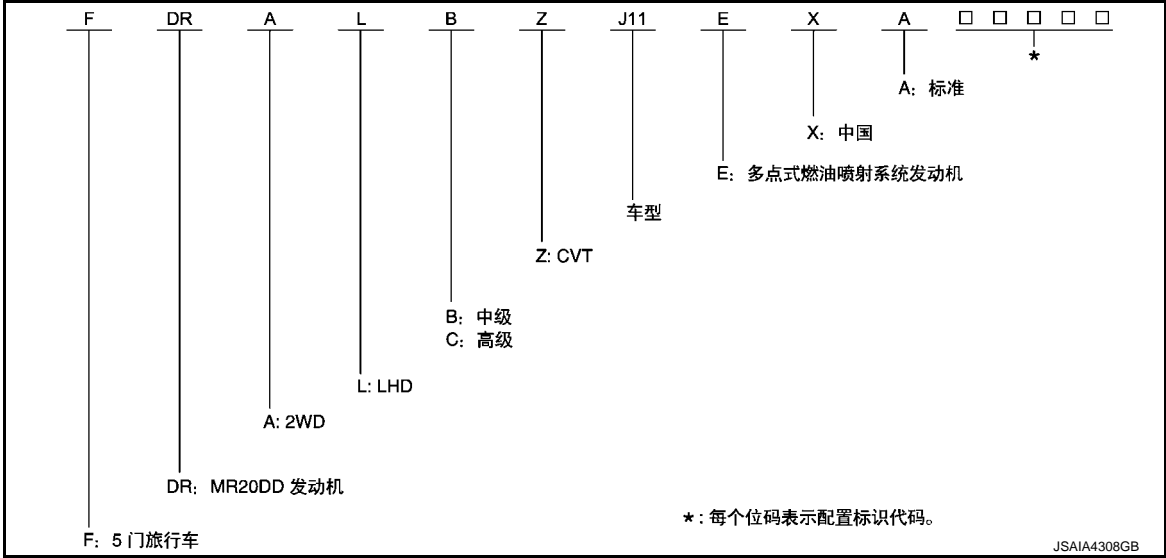 F DR A L B Z J11 E X A □ □ □ □ □
*
A：标准
X：中国
E：多点式燃油喷射系统发动机
车型
Z: CVT
B：中级
C：高级
L: LHD
A: 2WD
DR：MR20DD 发动机
*：每个位码表示配置标识代码。
F：5 门旅行车
JSAIA4308GB